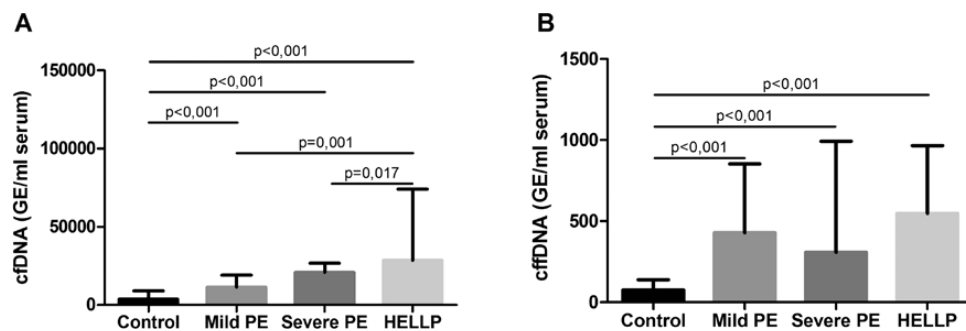 A
p<0,001
p<0,001
p<0,001
p=0,001
p=0,017
cfDNA (GE/ml serum)
150000
100000
50000
0
Control Mild PE Severe PE HELLP
B
p<0,001
p<0,001
p<0,001
cffDNA (GE/ml serum)
1500
1000
500
0
Control Mild PE Severe PE HELLP